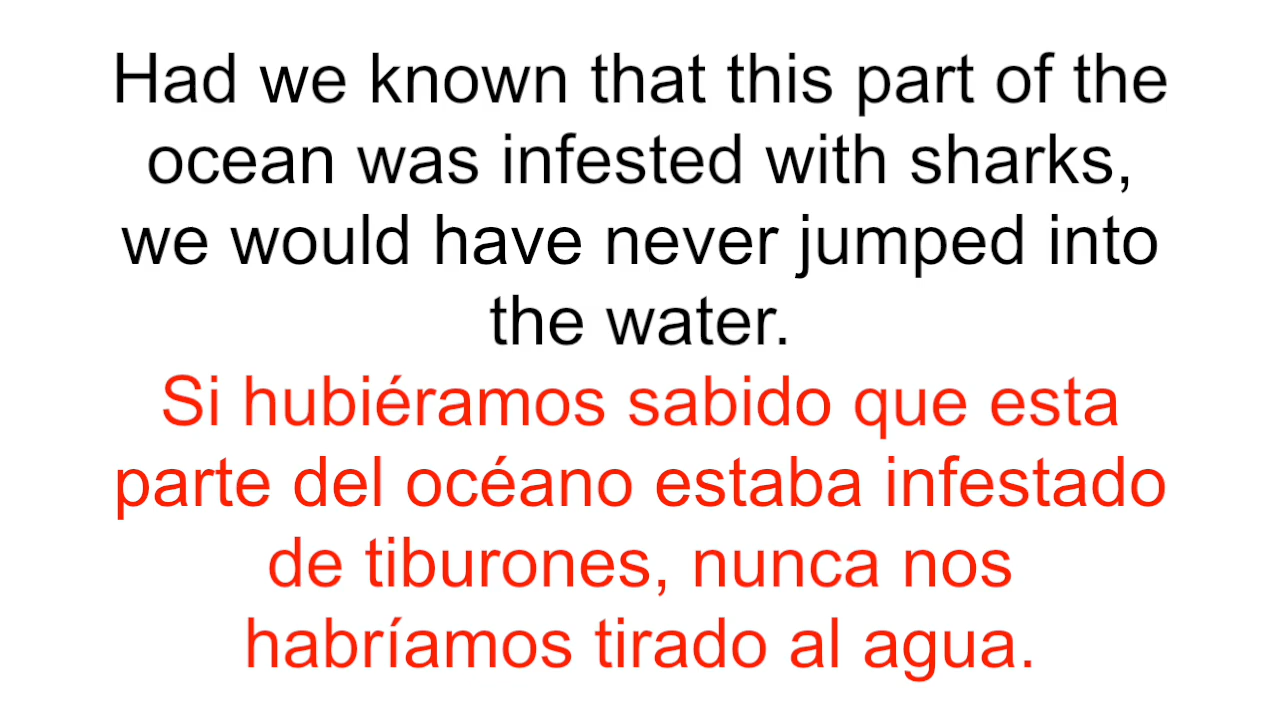 Had we known that this part of the
ocean was infested with sharks,
we would have never jumped into
the water.
Si hubiéramos sabido que esta
parte del océano estaba infestado
de tiburones, nunca nos
habríamos tirado al agua.